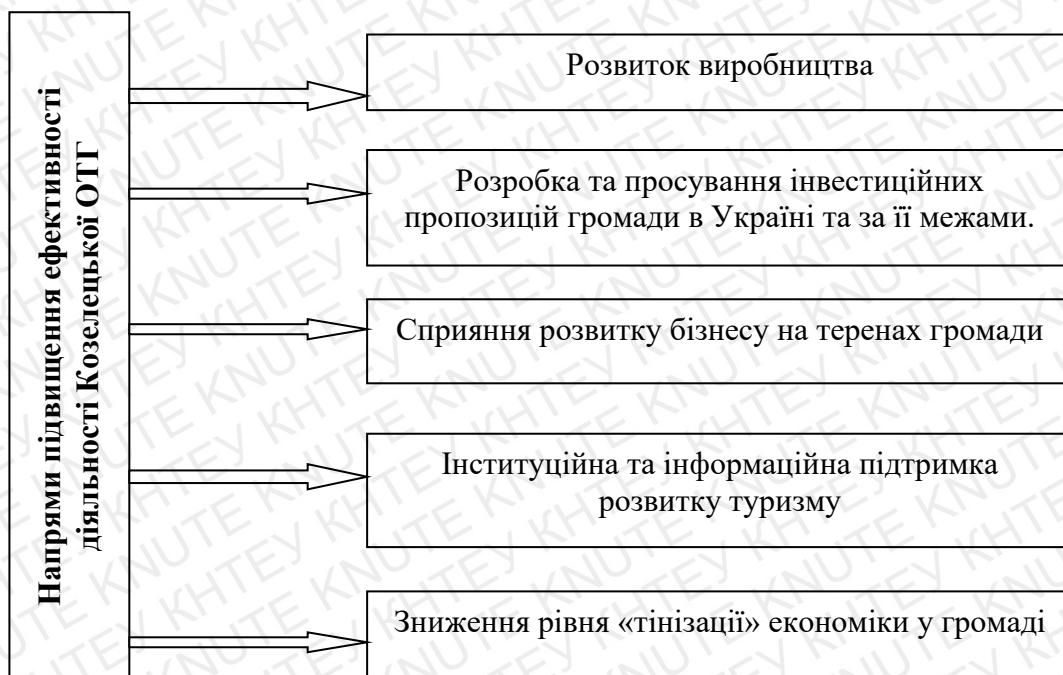 Напрями підвищення ефективності
діяльності Козелецької ОТГ
Розвиток виробництва
Розробка та просування інвестиційних
пропозицій громади в Україні та за її межами.
Сприяння розвитку бізнесу на теренах громади
Інституційна та інформаційна підтримка
розвитку туризму
Зниження рівня «тінізації» економіки у громаді